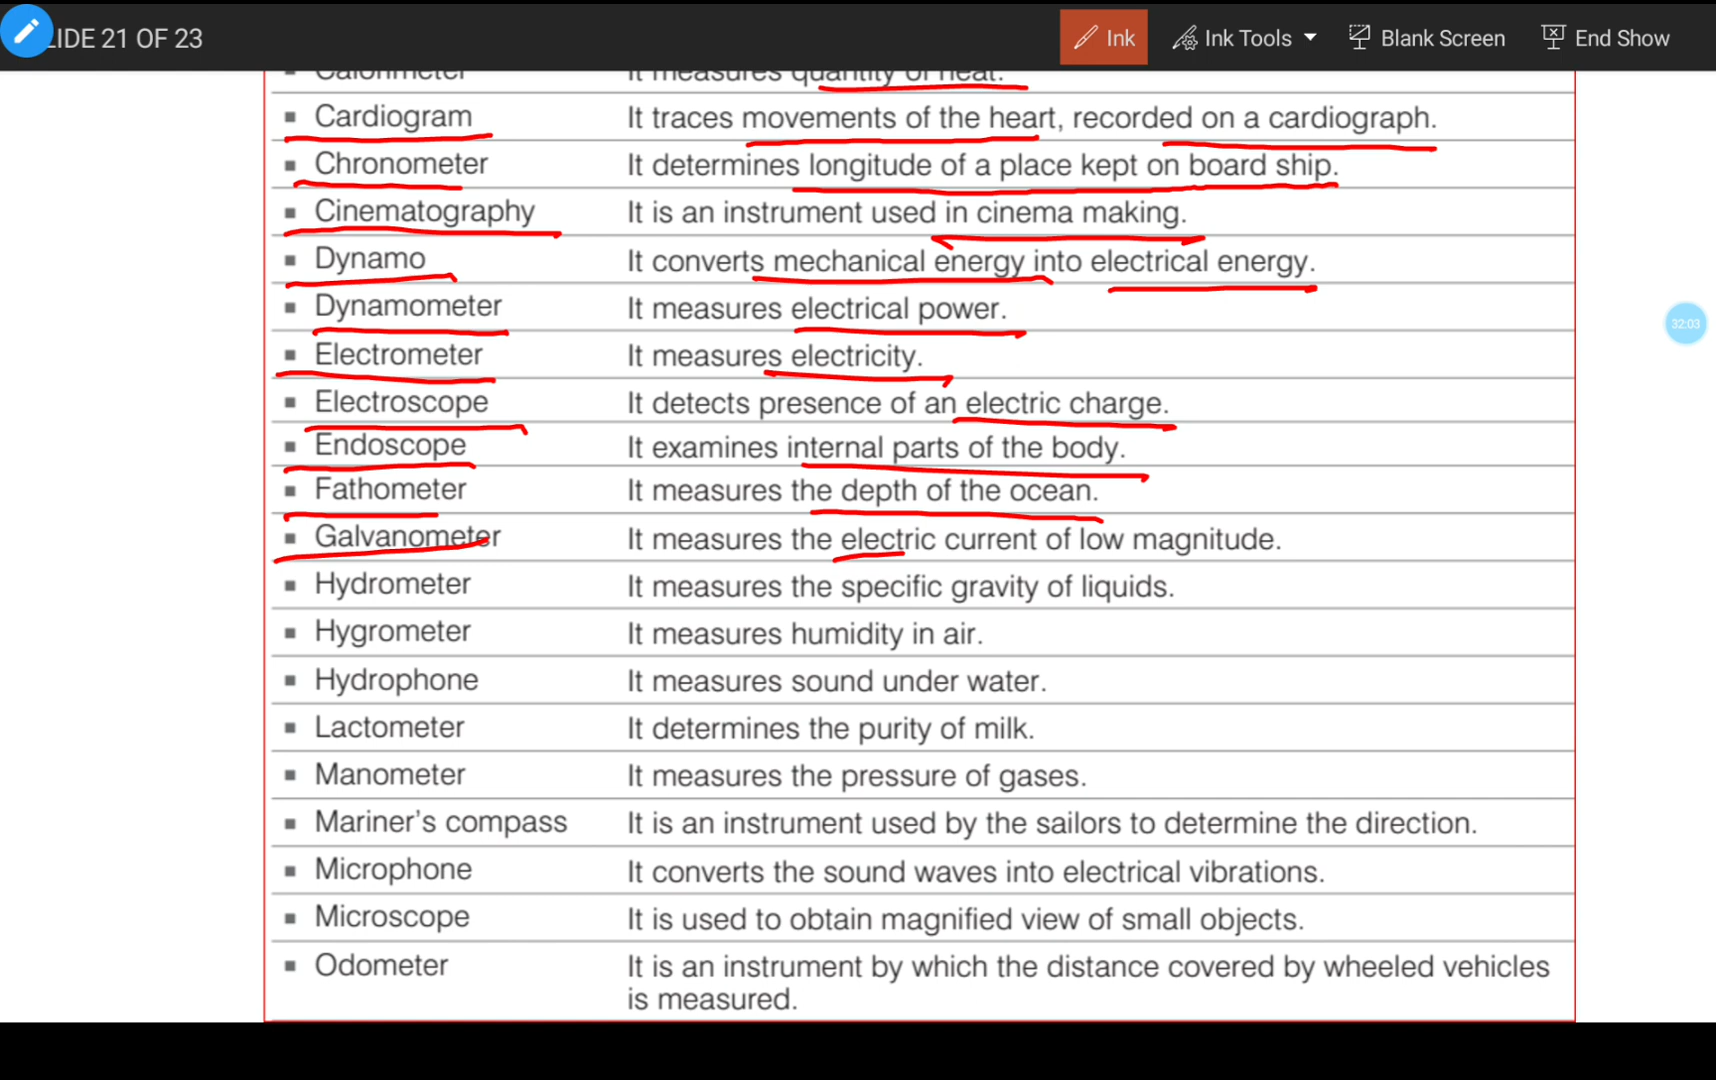 LIDE 21 OF 23
Ink
Ink Tools
Blank Screen
End Show
Calorimeter It measures quantity of heat.
Cardiogram It traces movements of the heart, recorded on a cardiograph.
Chronometer It determines longitude of a place kept on board ship.
Cinematography It is an instrument used in cinema making.
Dynamo It converts mechanical energy into electrical energy.
Dynamometer It measures electrical power.
32:03
Electrometer It measures electricity.
Electroscope It detects presence of an electric charge.
Endoscope It examines internal parts of the body.
Fathometer It measures the depth of the ocean.
Galvanometer It measures the electric current of low magnitude.
Hydrometer It measures the specific gravity of liquids.
Hygrometer It measures humidity in air.
Hydrophone It measures sound under water.
Lactometer It determines the purity of milk.
Manometer It measures the pressure of gases.
Mariner's compass It is an instrument used by the sailors to determine the direction.
Microphone It converts the sound waves into electrical vibrations.
Microscope It is used to obtain magnified view of small objects.
Odometer It is an instrument by which the distance covered by wheeled vehicles
is measured.